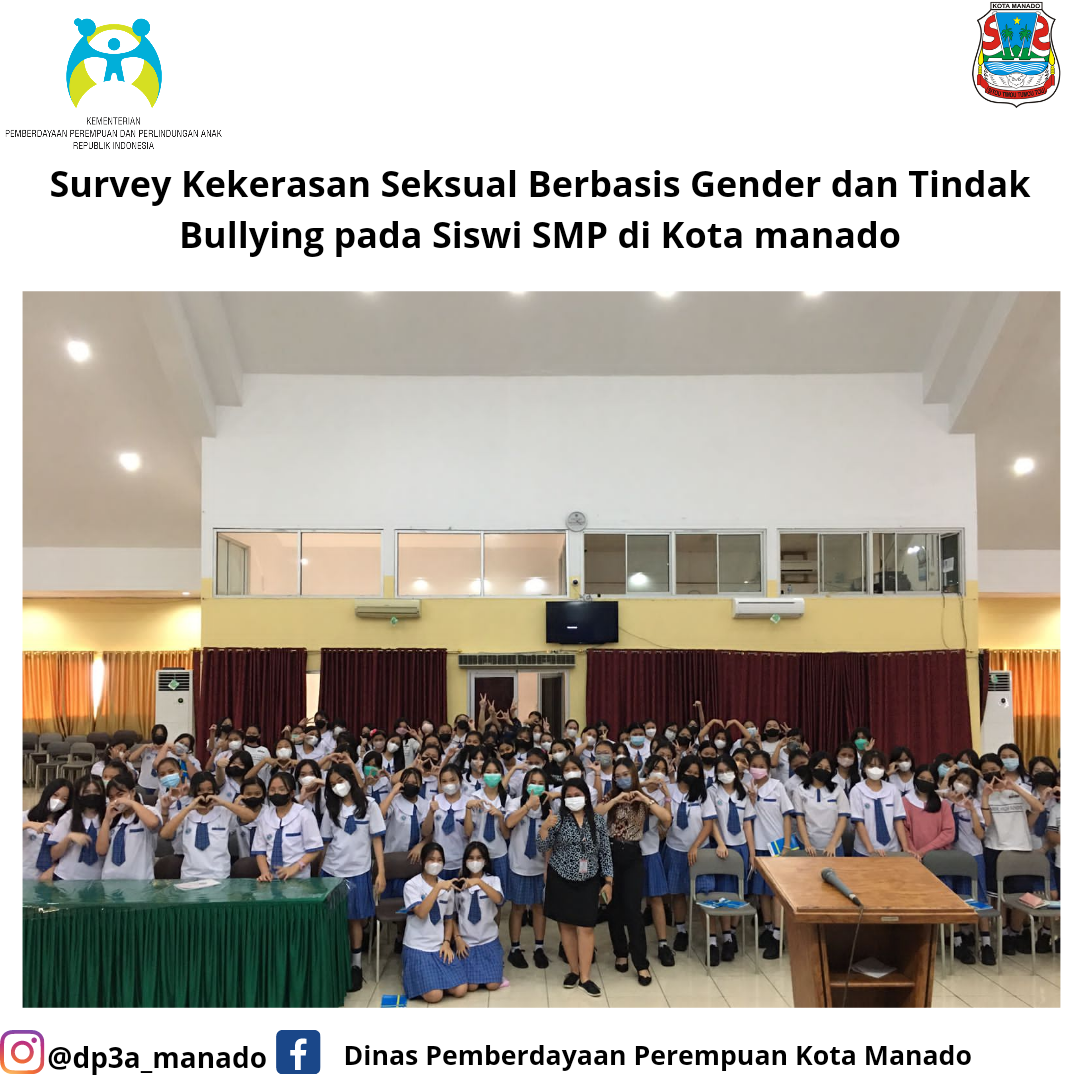 KOTA MANADO
KEMENTERIAN
PEMBERDAYAAN PEREMPUAN DAN PERLINDUNGAN ANAK
REPUBLIK INDONESIA
Survey Kekerasan Seksual Berbasis Gender dan Tindak
Bullying pada Siswi SMP di Kota manado
@dp3a_manado
Dinas Pemberdayaan Perempuan Kota Manado